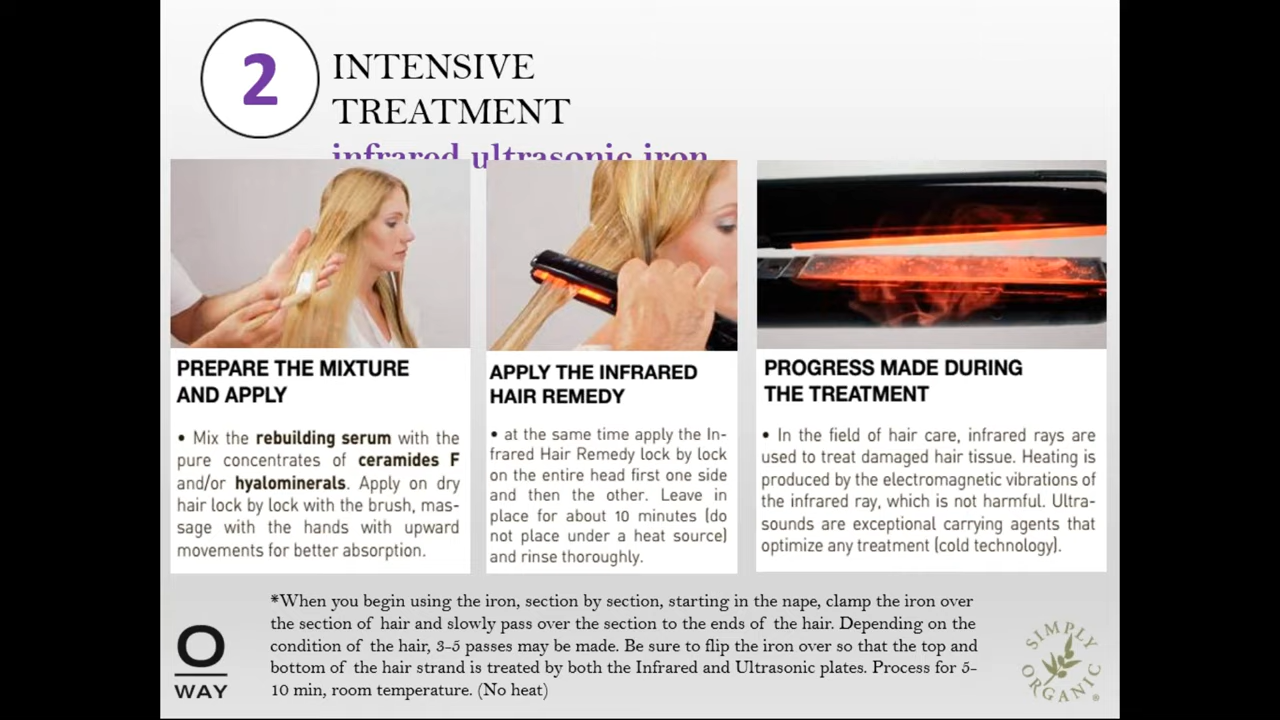 2
INTENSIVE
TREATMENT
infrared ultrasonic iron
PREPARE THE MIXTURE
AND APPLY
• Mix the rebuilding serum with the
pure concentrates of ceramides F
and/or hyalominerals. Apply on dry
hair lock by lock with the brush, mas-
sage with the hands with upward
movements for better absorption.
APPLY THE INFRARED
HAIR REMEDY
• at the same time apply the In-
frared Hair Remedy lock by lock
on the entire head first one side
and then the other. Leave in
place for about 10 minutes (do
not place under a heat source)
and rinse thoroughly.
PROGRESS MADE DURING
THE TREATMENT
• In the field of hair care, infrared rays are
used to treat damaged hair tissue. Heating is
produced by the electromagnetic vibrations of
the infrared ray, which is not harmful. Ultra-
sounds are exceptional carrying agents that
optimize any treatment (cold technology).
*When you begin using the iron, section by section, starting in the nape, clamp the iron over
the section of hair and slowly pass over the section to the ends of the hair. Depending on the
condition of the hair, 3-5 passes may be made. Be sure to flip the iron over so that the top and
bottom of the hair strand is treated by both the Infrared and Ultrasonic plates. Process for 5-
10 min, room temperature. (No heat)
O
WAY
SIMPLY
ORGANIC
®